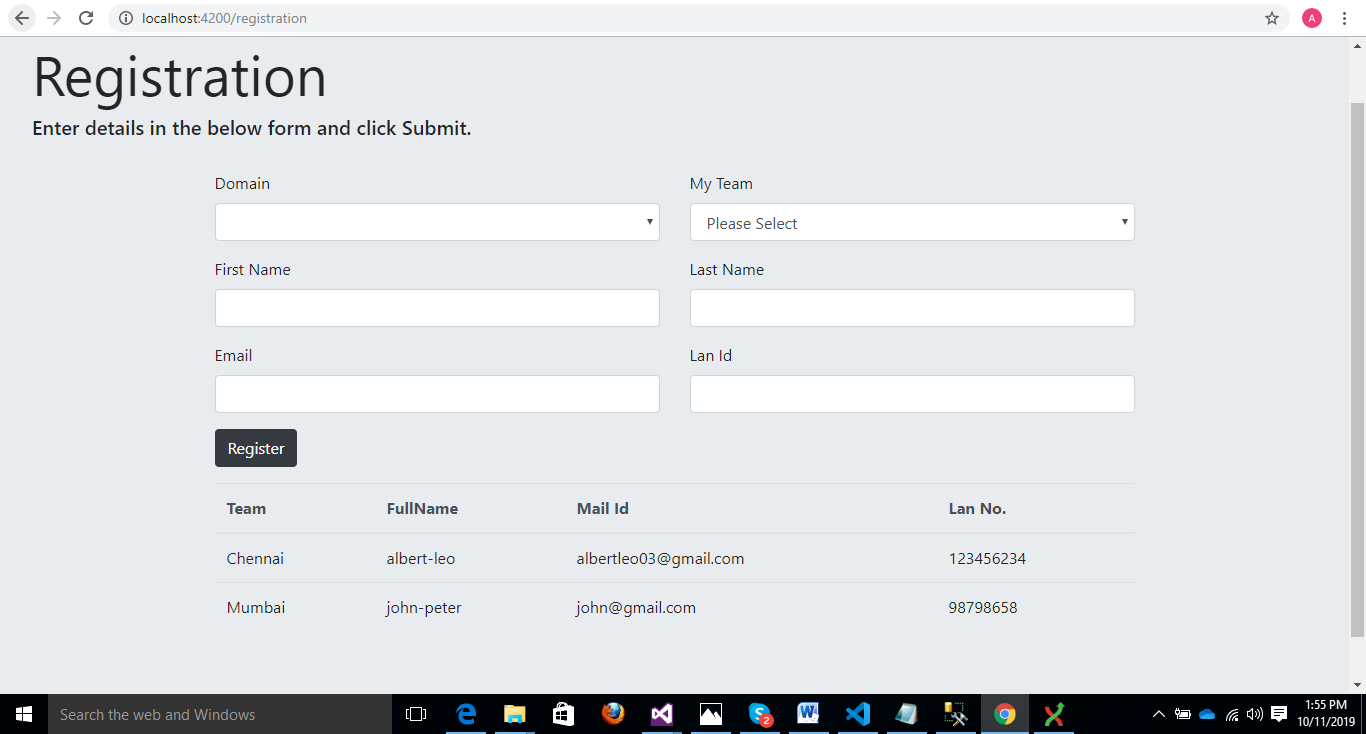 localhost:4200/registration
A
Registration
Enter details in the below form and click Submit.
Domain My Team
Please Select
First Name Last Name
Email Lan Id
Register
Team FullName Mail Id Lan No.
Chennai albert-leo albertleo03@gmail.com 123456234
Mumbai john-peter john@gmail.com 98798658
Search the web and Windows
2
1:55 PM
10/11/2019